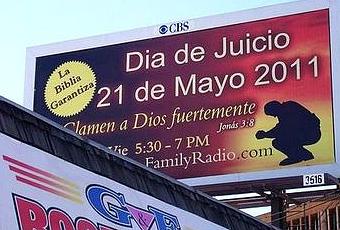 CBS
La
Biblia
Garantiza
Dia de Juicio
21 de Mayo 2011
Clamen a Dios fuertemente
Jonás 3:8
Vie 5:30 - 7 PM
FamilyRadio.com
3516
G&E